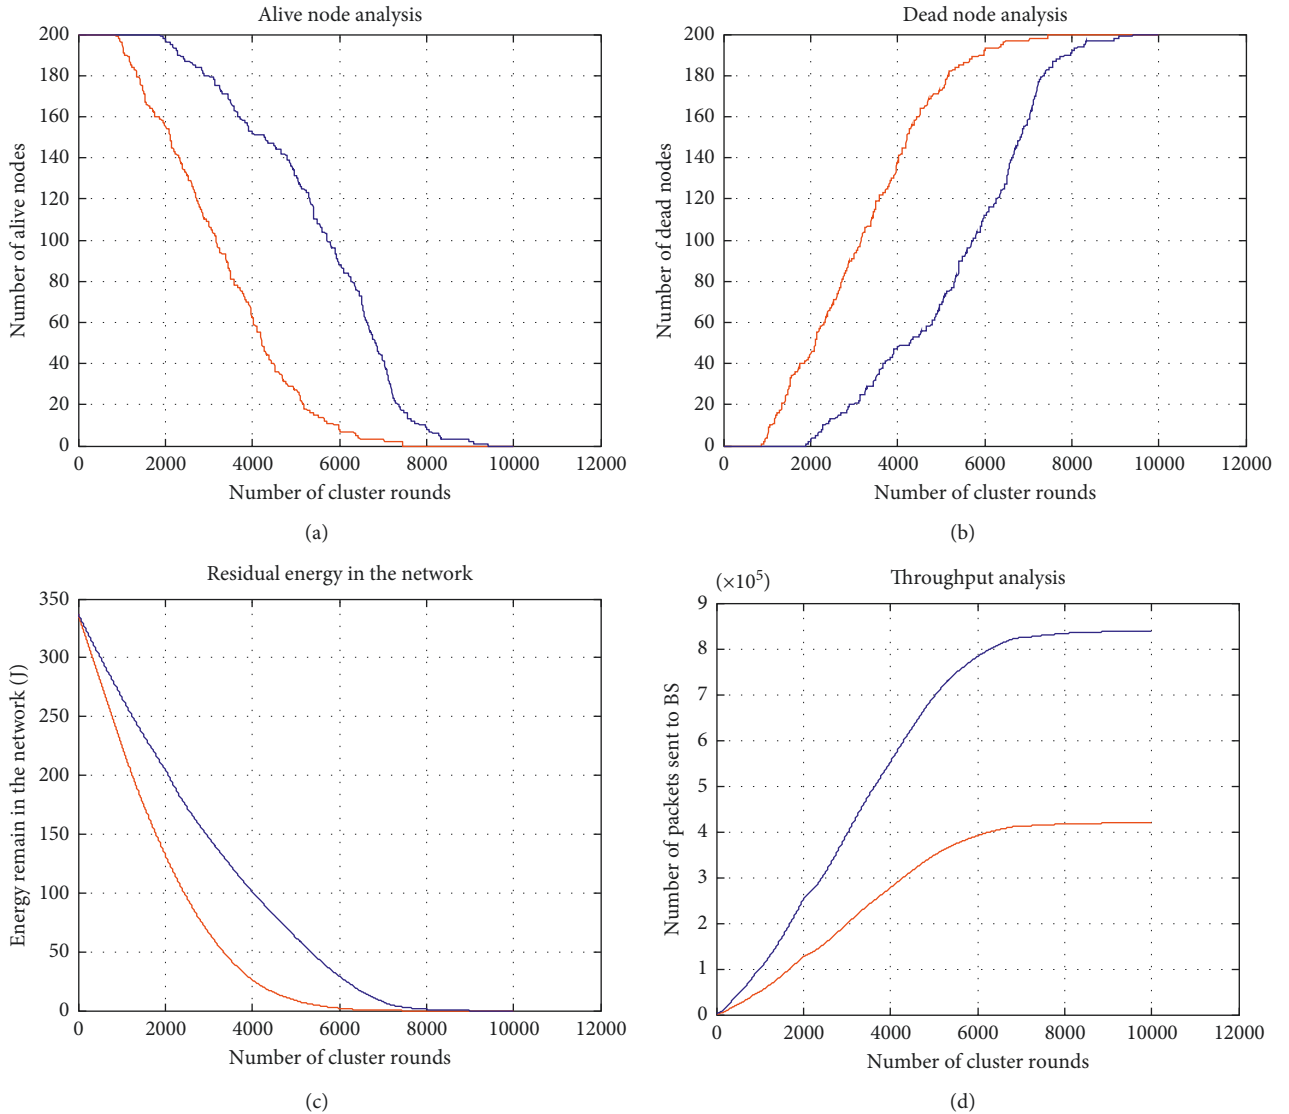 Alive node analysis
200
180
160
140
120
100
80
60
40
20
0
Number of alive nodes
0 2000 4000 6000 8000 10000 12000
Number of cluster rounds
(a)
Dead node analysis
200
180
160
140
120
100
80
60
40
20
0
Number of dead nodes
0 2000 4000 6000 8000 10000 12000
Number of cluster rounds
(b)
Residual energy in the network
350
300
250
200
150
100
50
0
Energy remain in the network (J)
0 2000 4000 6000 8000 10000 12000
Number of cluster rounds
(c)
(×10⁵)
Throughput analysis
9
8
7
6
5
4
3
2
1
0
Number of packets sent to BS
0 2000 4000 6000 8000 10000 12000
Number of cluster rounds
(d)